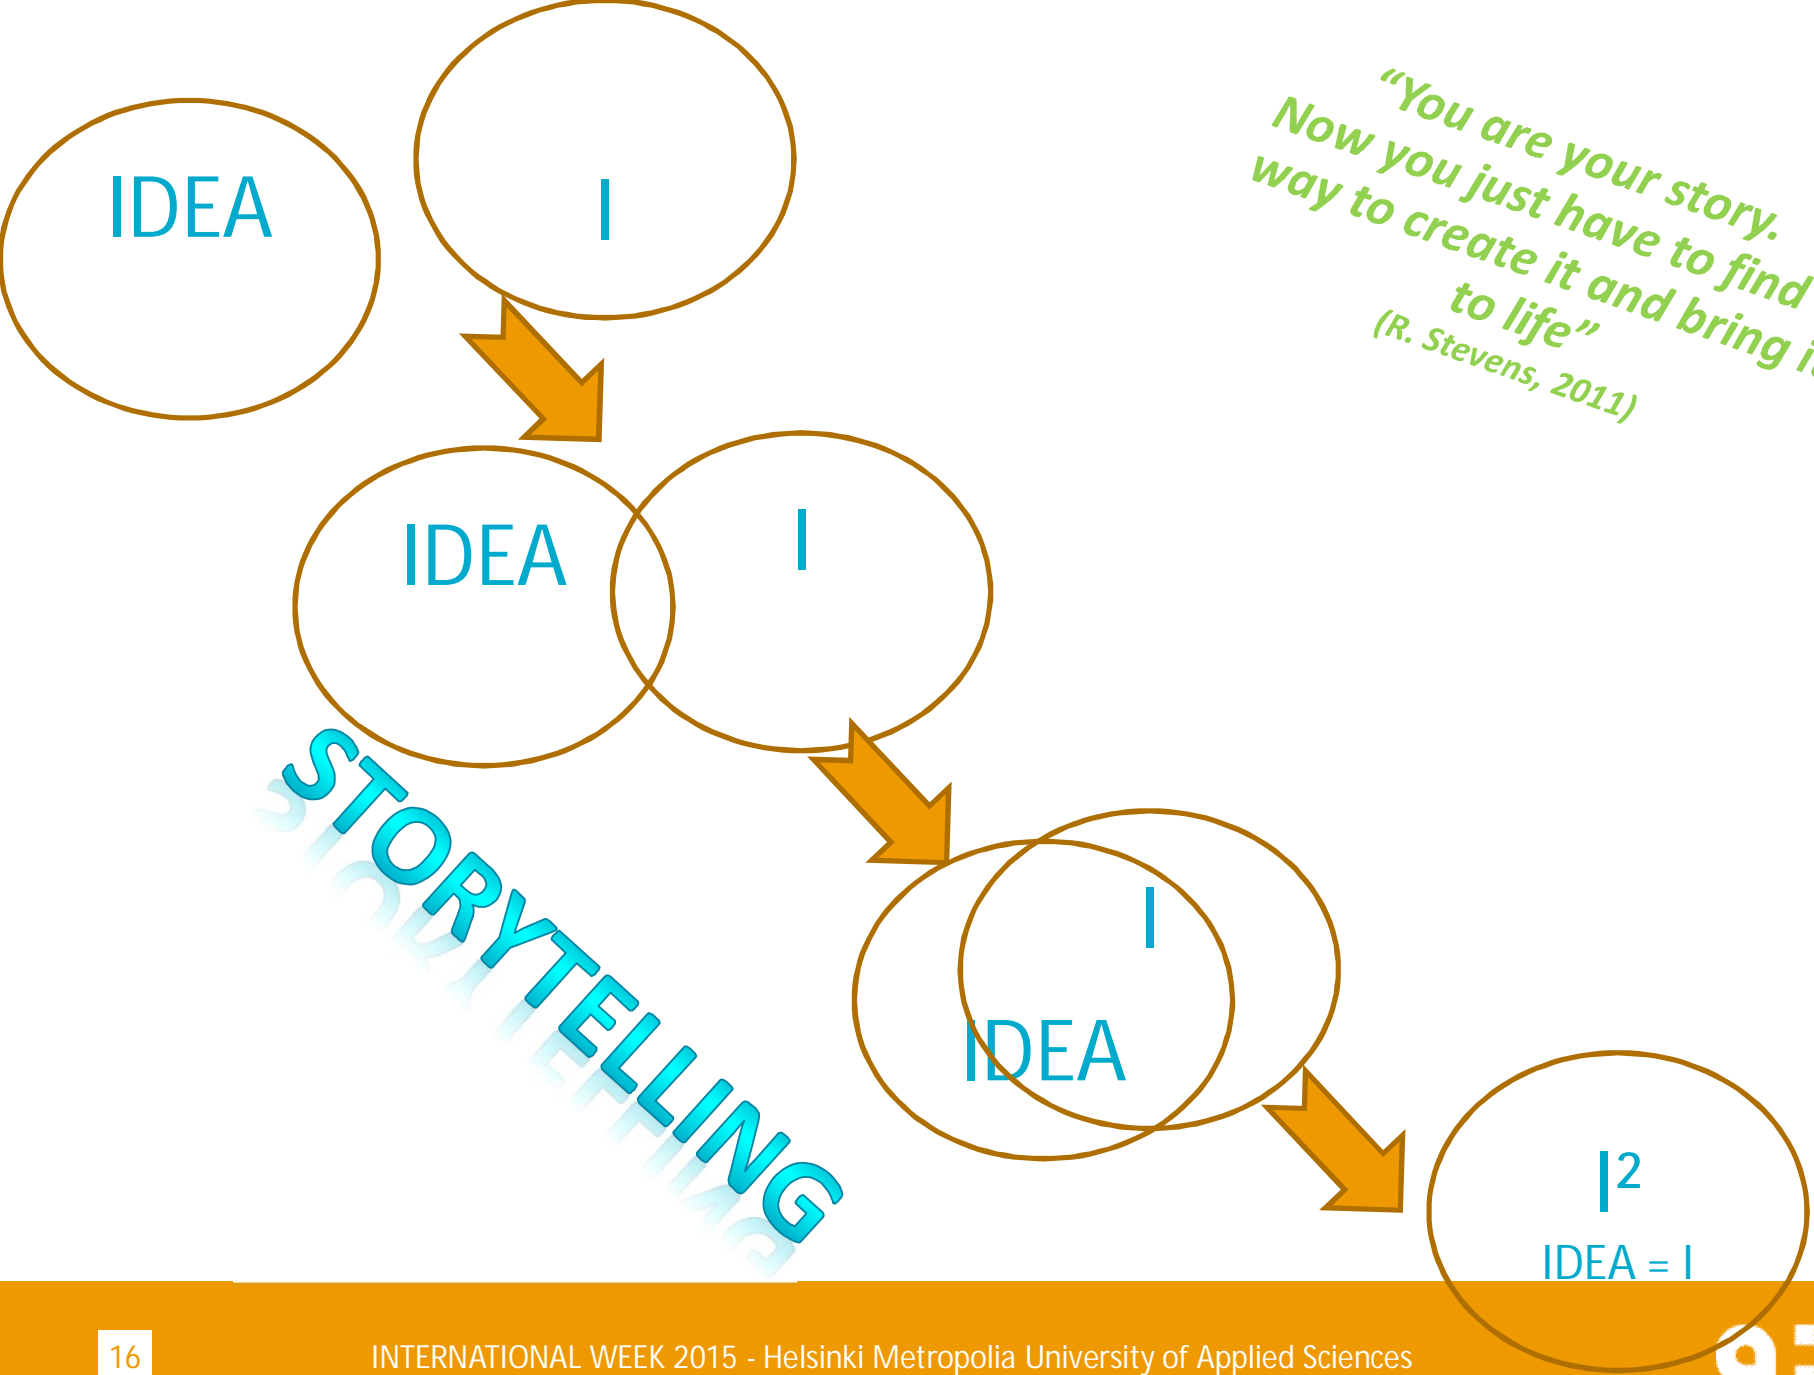 IDEA
I
“You are your story.
Now you just have to find
way to create it and bring
to life”
(R. Stevens, 2011)
IDEA
I
STORYTELLING
I
IDEA
I²
IDEA = I
16
INTERNATIONAL WEEK 2015 - Helsinki Metropolia University of Applied Sciences